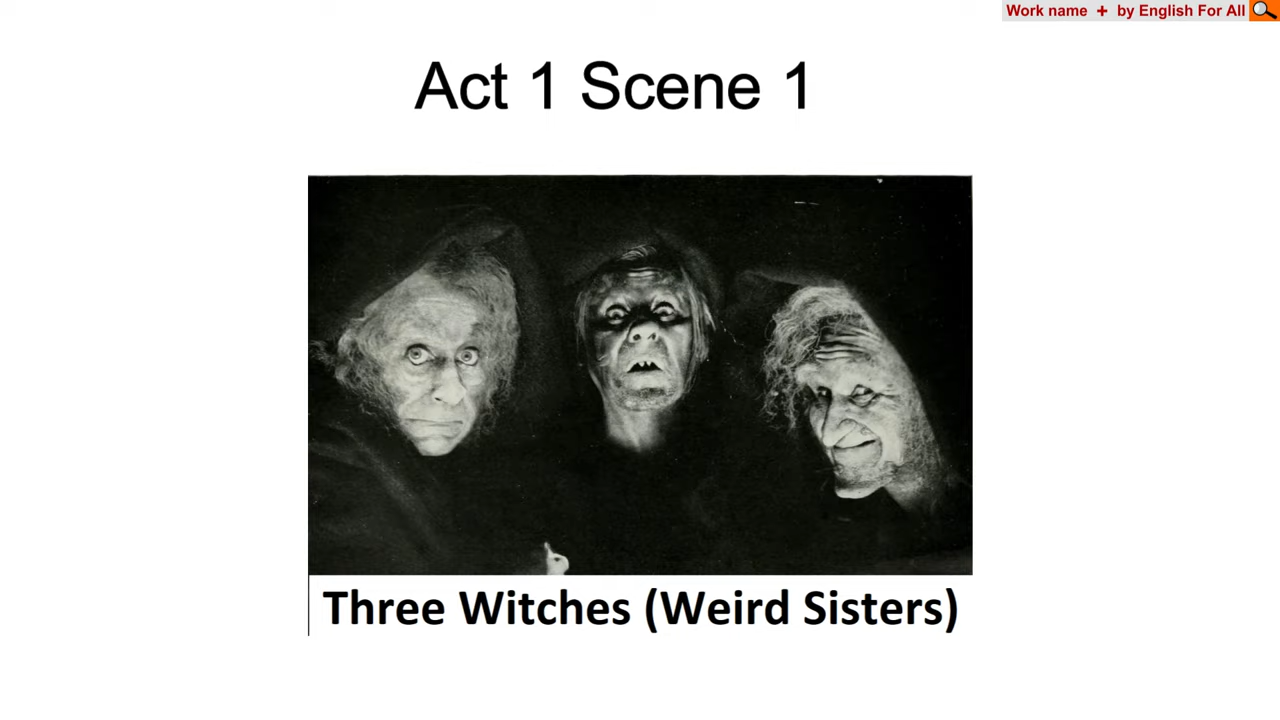 Work name + by English For All
Act 1 Scene 1
Three Witches (Weird Sisters)